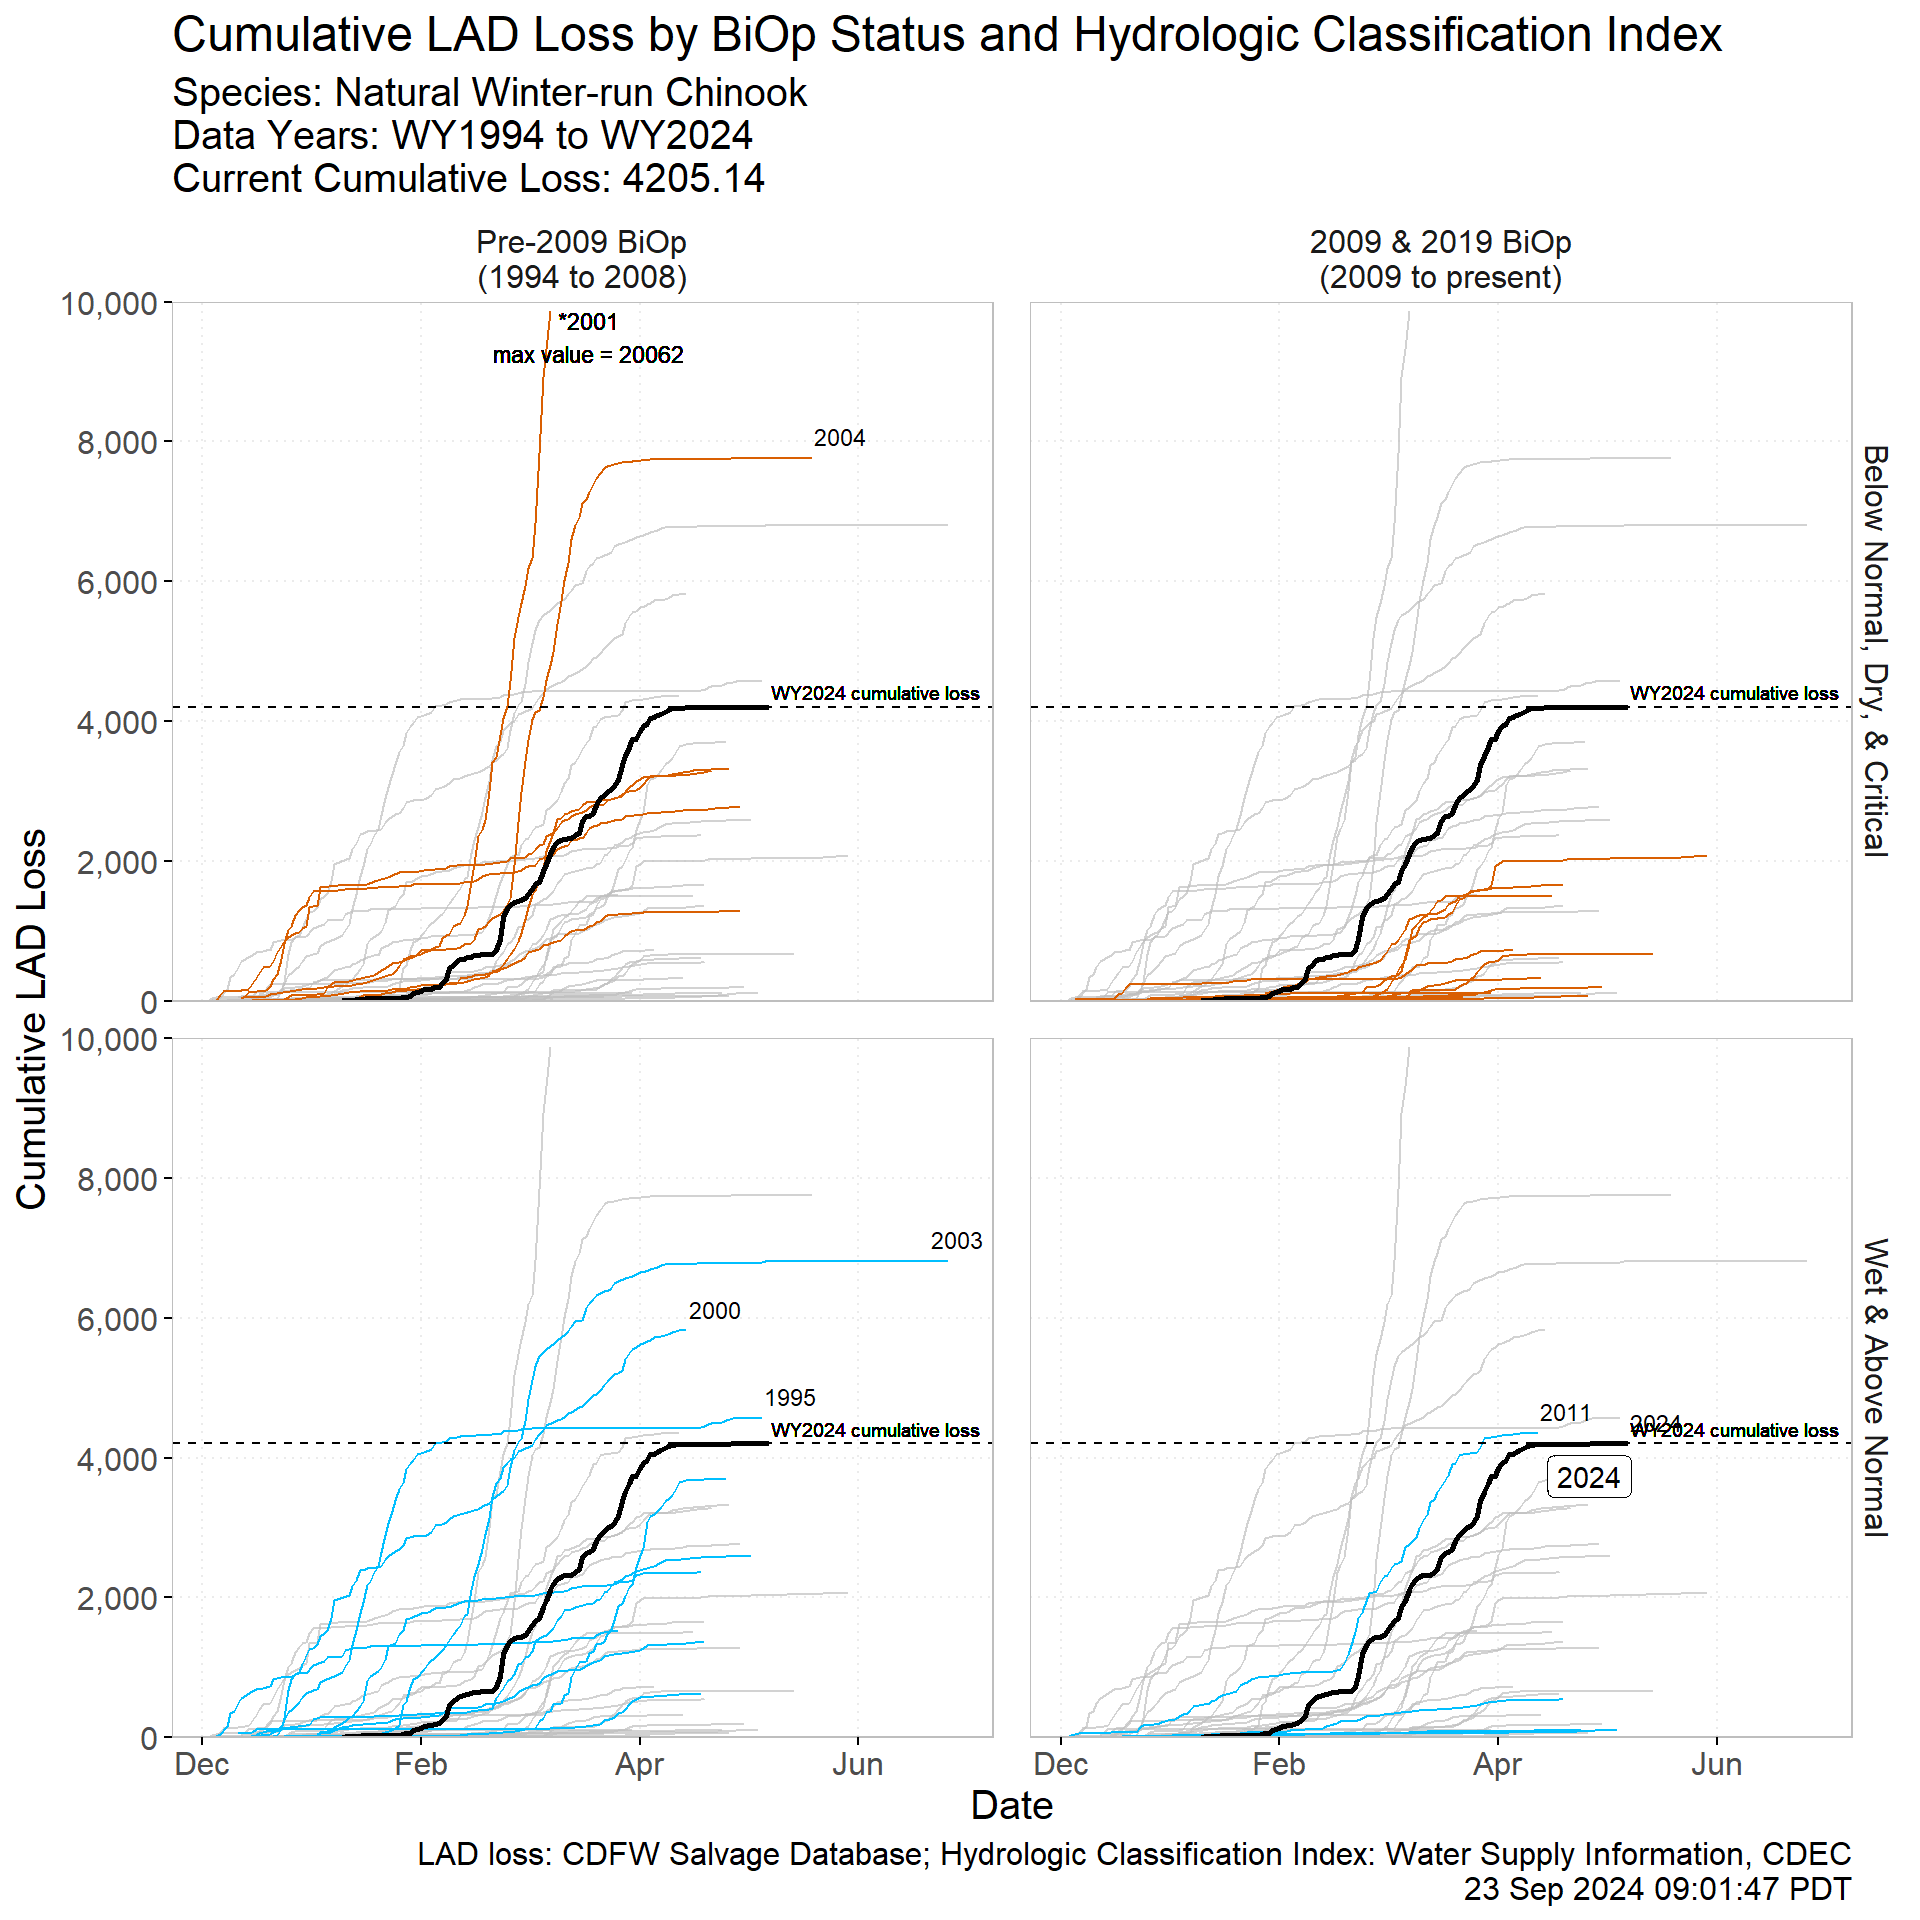 Cumulative LAD Loss by BiOp Status and Hydrologic Classification Index
Species: Natural Winter-run Chinook
Data Years: WY1994 to WY2024
Current Cumulative Loss: 4205.14
Pre-2009 BiOp
(1994 to 2008)
2009 & 2019 BiOp
(2009 to present)
Cumulative LAD Loss
10,000
8,000
6,000
4,000
2,000
0
*2001
max value = 20062
2004
WY2024 cumulative loss
WY2024 cumulative loss
Below Normal, Dry, & Critical
10,000
8,000
6,000
4,000
2,000
0
2003
2000
1995
WY2024 cumulative loss
2011
2024
WY2024 cumulative loss
2024
Wet & Above Normal
Dec
Feb
Apr
Jun
Dec
Feb
Apr
Jun
Date
LAD loss: CDFW Salvage Database; Hydrologic Classification Index: Water Supply Information, CDEC
23 Sep 2024 09:01:47 PDT